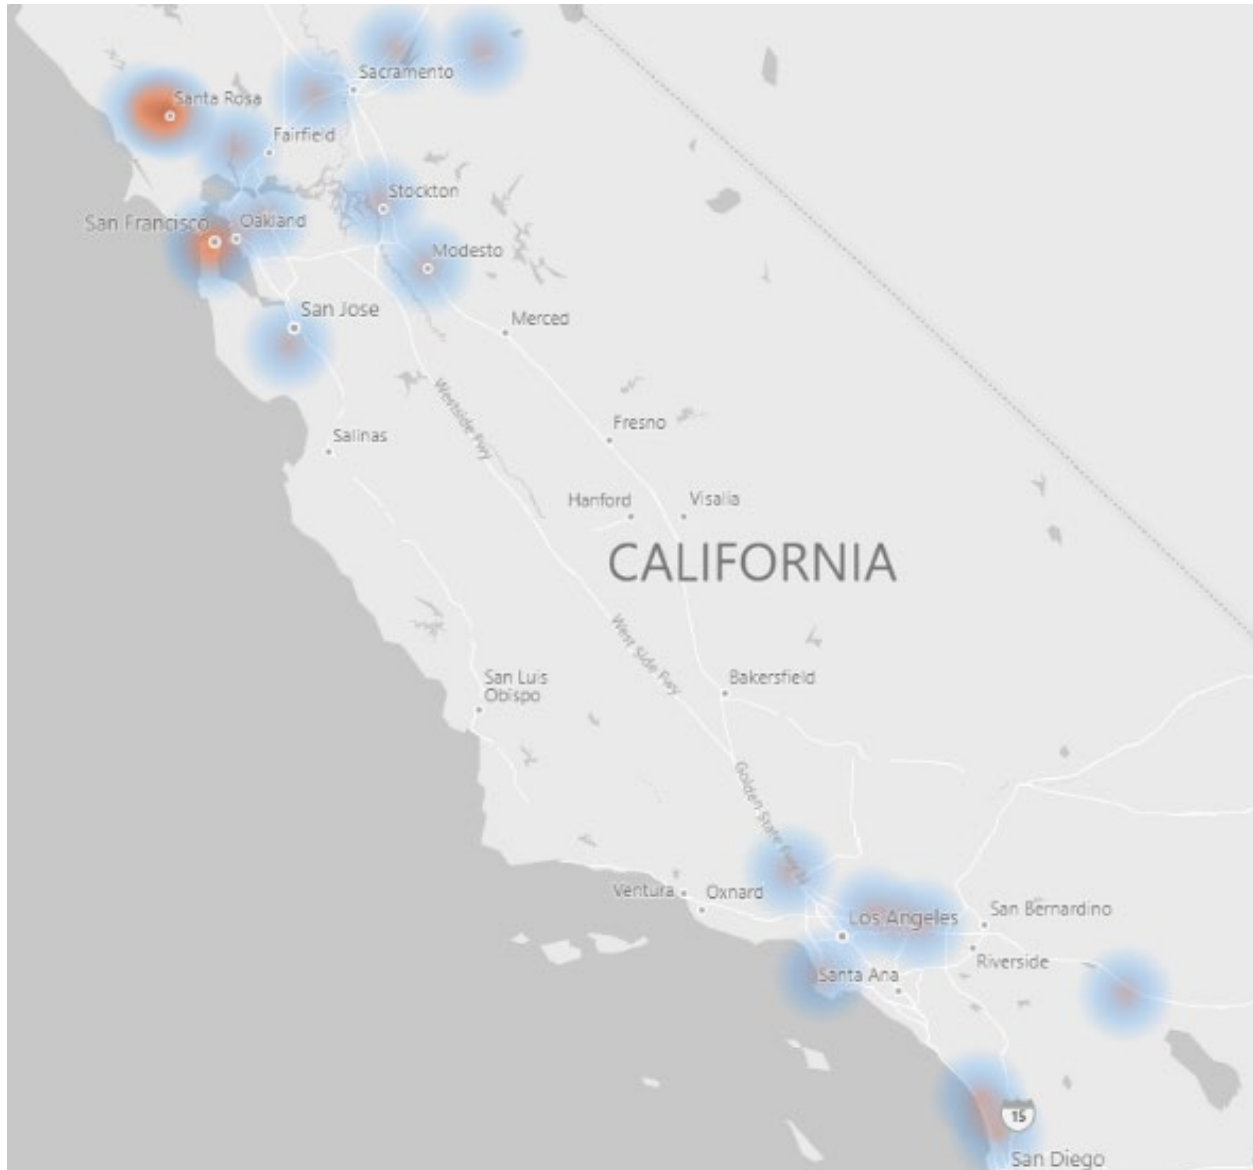 Sacramento
Santa Rosa
Fairfield
Stockton
San Francisco
Oakland
Modesto
San Jose
Merced
Westside Fwy
Fresno
Salinas
Hanford
Visalia
CALIFORNIA
West Side Fwy
San Luis
Obispo
Bakersfield
Golden State Fwy
Ventura
Oxnard
Los Angeles
San Bernardino
Santa Ana
Riverside
15
San Diego